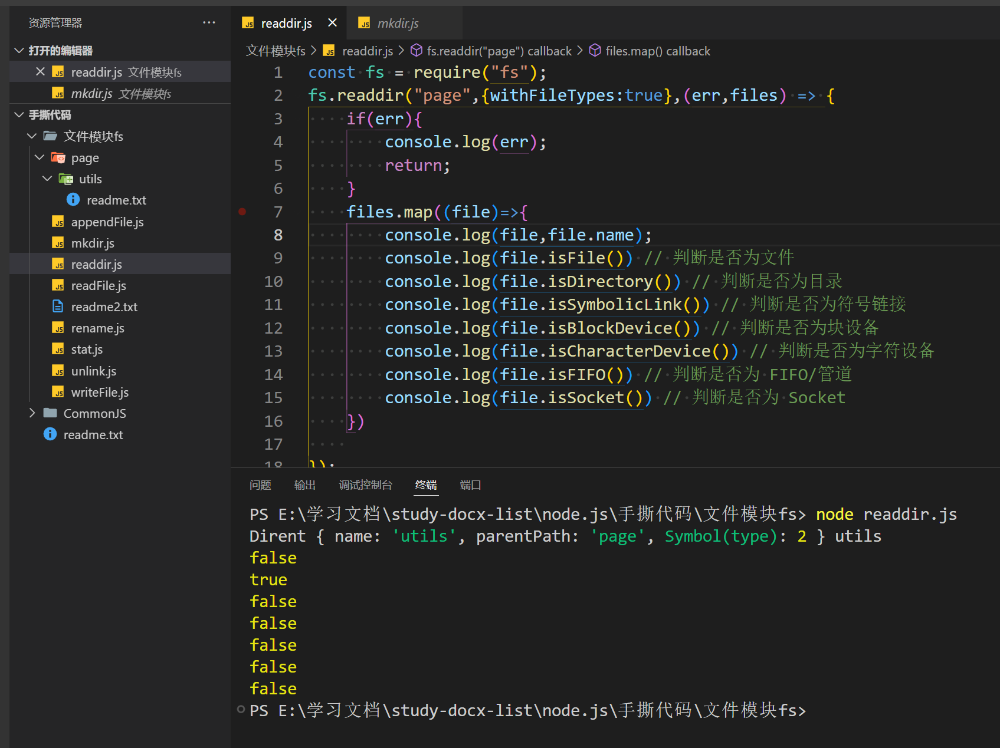 资源管理器 ···
打开的编辑器
readdir.js 文件模块fs
mkdir.js 文件模块fs
手撕代码
文件模块fs
page
utils
readme.txt
appendFile.js
mkdir.js
readdir.js
readFile.js
readme2.txt
rename.js
stat.js
unlink.js
writeFile.js
CommonJS
readme.txt
readdir.js mkdir.js
文件模块fs > readdir.js > fs.readdir("page") callback > files.map() callback
1 const fs = require("fs");
2 fs.readdir("page",{withFileTypes:true},(err,files) => {
3 if(err){
4 console.log(err);
5 return;
6 }
7 files.map((file)=>{
8 console.log(file,file.name);
9 console.log(file.isFile()) // 判断是否为文件
10 console.log(file.isDirectory()) // 判断是否为目录
11 console.log(file.isSymbolicLink()) // 判断是否为符号链接
12 console.log(file.isBlockDevice()) // 判断是否为块设备
13 console.log(file.isCharacterDevice()) // 判断是否为字符设备
14 console.log(file.isFIFO()) // 判断是否为 FIFO/管道
15 console.log(file.isSocket()) // 判断是否为 Socket
16 })
17
18 });
问题 输出 调试控制台 终端 端口
PS E:\学习文档\study-docx-list\node.js\手撕代码\文件模块fs> node readdir.js
Dirent { name: 'utils', parentPath: 'page', Symbol(type): 2 } utils
false
true
false
false
false
false
false
PS E:\学习文档\study-docx-list\node.js\手撕代码\文件模块fs>